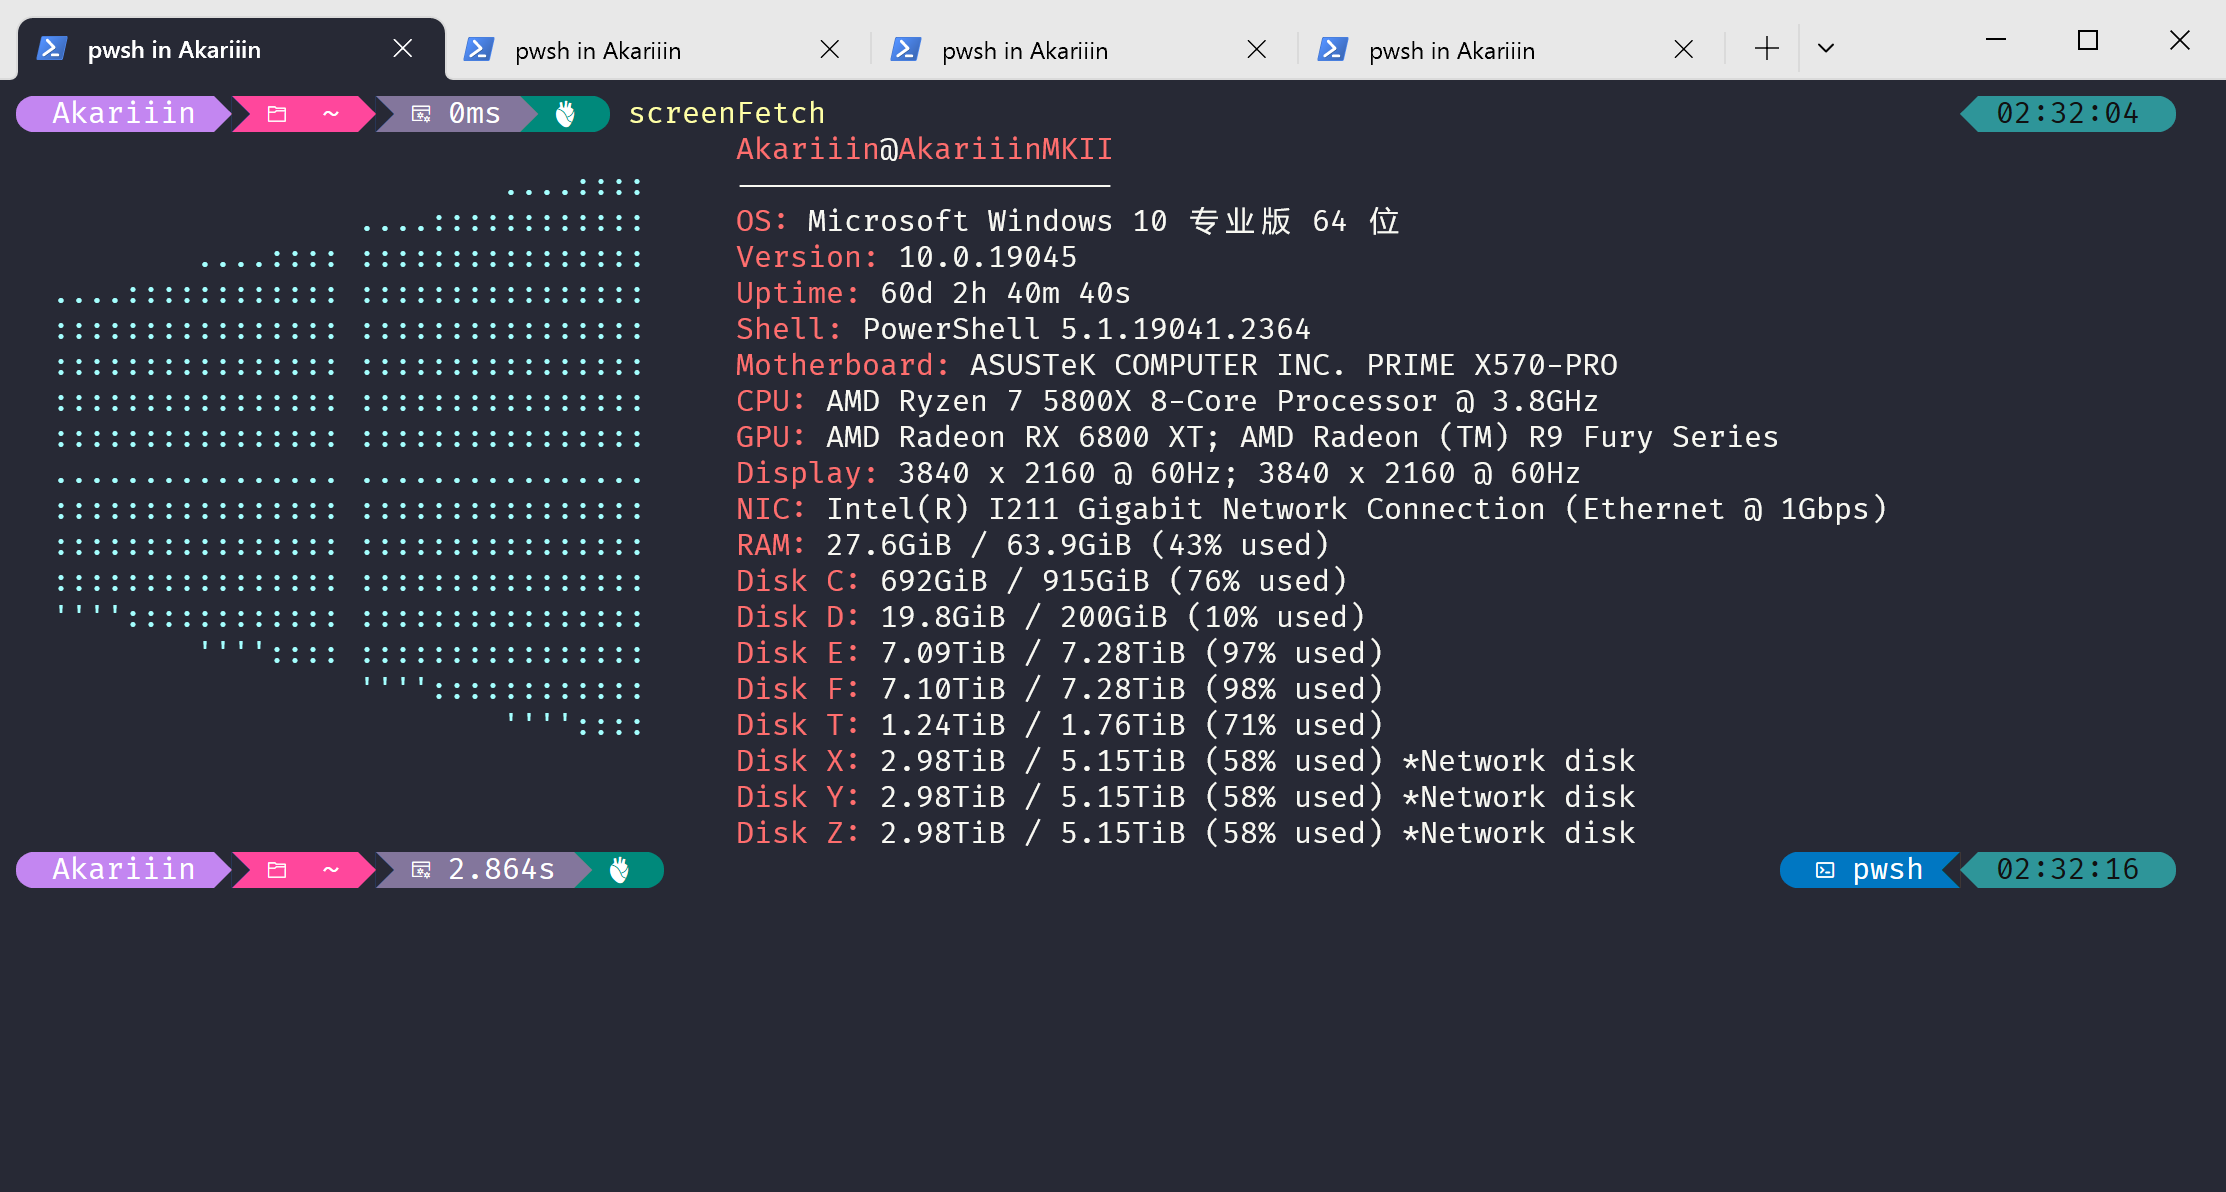 pwsh in Akariiin
pwsh in Akariiin
pwsh in Akariiin
pwsh in Akariiin
Akariiin ~ 0ms screenFetch 02:32:04
Akariiin@AkariiinMKII
OS: Microsoft Windows 10 专业版 64 位
Version: 10.0.19045
Uptime: 60d 2h 40m 40s
Shell: PowerShell 5.1.19041.2364
Motherboard: ASUSTeK COMPUTER INC. PRIME X570-PRO
CPU: AMD Ryzen 7 5800X 8-Core Processor @ 3.8GHz
GPU: AMD Radeon RX 6800 XT; AMD Radeon (TM) R9 Fury Series
Display: 3840 x 2160 @ 60Hz; 3840 x 2160 @ 60Hz
NIC: Intel(R) I211 Gigabit Network Connection (Ethernet @ 1Gbps)
RAM: 27.6GiB / 63.9GiB (43% used)
Disk C: 692GiB / 915GiB (76% used)
Disk D: 19.8GiB / 200GiB (10% used)
Disk E: 7.09TiB / 7.28TiB (97% used)
Disk F: 7.10TiB / 7.28TiB (98% used)
Disk T: 1.24TiB / 1.76TiB (71% used)
Disk X: 2.98TiB / 5.15TiB (58% used) *Network disk
Disk Y: 2.98TiB / 5.15TiB (58% used) *Network disk
Disk Z: 2.98TiB / 5.15TiB (58% used) *Network disk
Akariiin ~ 2.864s pwsh 02:32:16